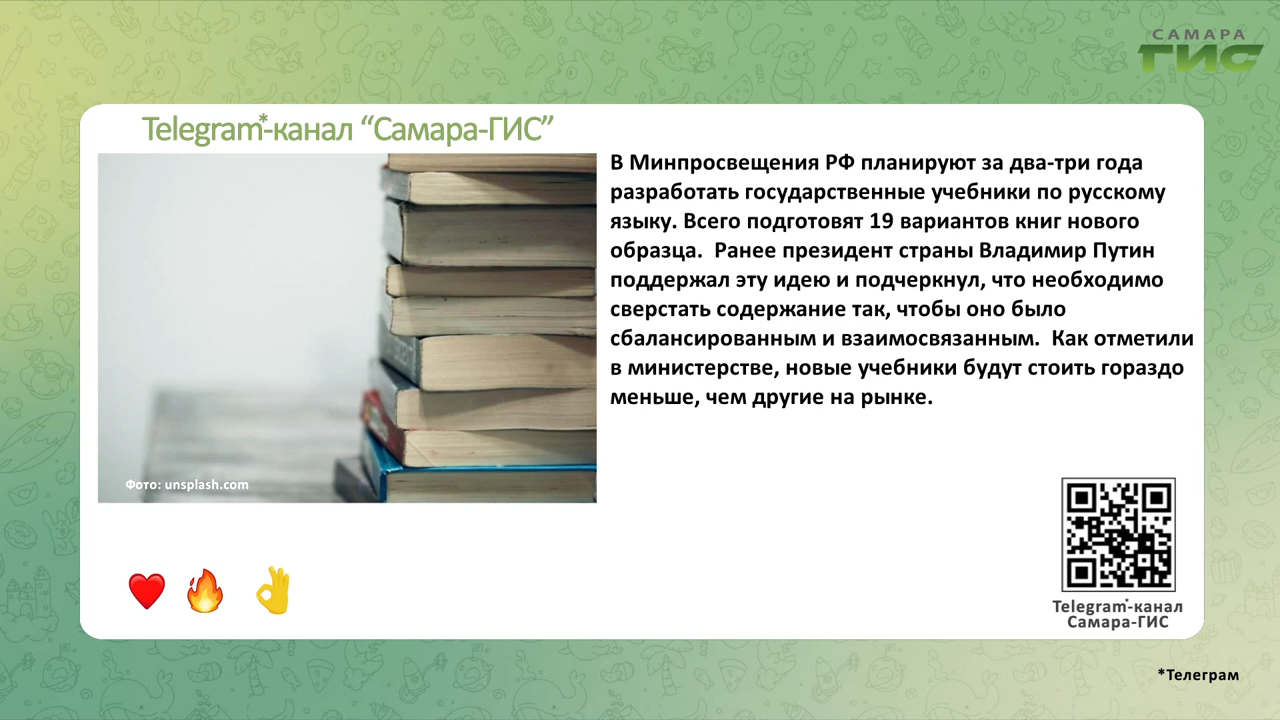 САМАРА
ГИС
Telegram*-канал “Самара-ГИС”
В Минпросвещения РФ планируют за два-три года
разработать государственные учебники по русскому
языку. Всего подготовят 19 вариантов книг нового
образца.  Ранее президент страны Владимир Путин
поддержал эту идею и подчеркнул, что необходимо
сверстать содержание так, чтобы оно было
сбалансированным и взаимосвязанным.  Как отметили
в министерстве, новые учебники будут стоить гораздо
меньше, чем другие на рынке.
Фото: unsplash.com
Telegram*-канал
Самара-ГИС
*Телеграм